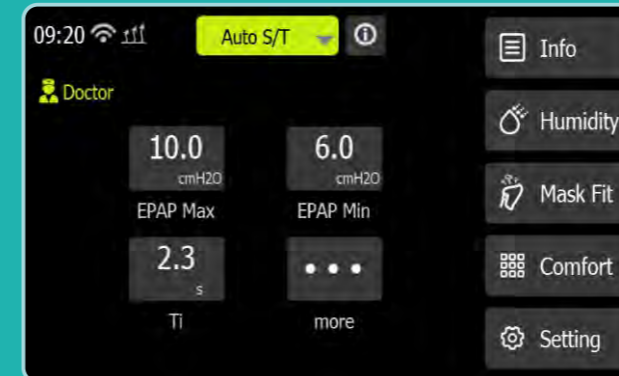 09:20 Auto S/T
Doctor
10.0 6.0
cmH2O cmH2O
EPAP Max EPAP Min
2.3
s
Ti more
Info
Humidity
Mask Fit
Comfort
Setting